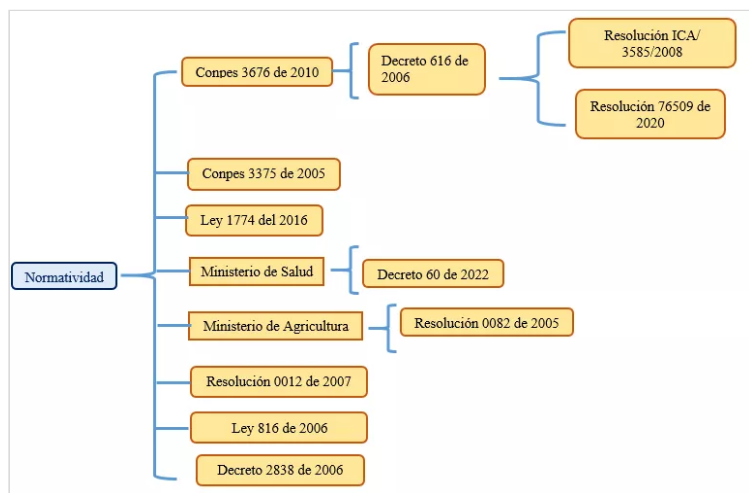 Normatividad
Conpes 3676 de 2010
Decreto 616 de
2006
Resolución ICA/
3585/2008
Resolución 76509 de
2020
Conpes 3375 de 2005
Ley 1774 del 2016
Ministerio de Salud
Decreto 60 de 2022
Ministerio de Agricultura
Resolución 0082 de 2005
Resolución 0012 de 2007
Ley 816 de 2006
Decreto 2838 de 2006